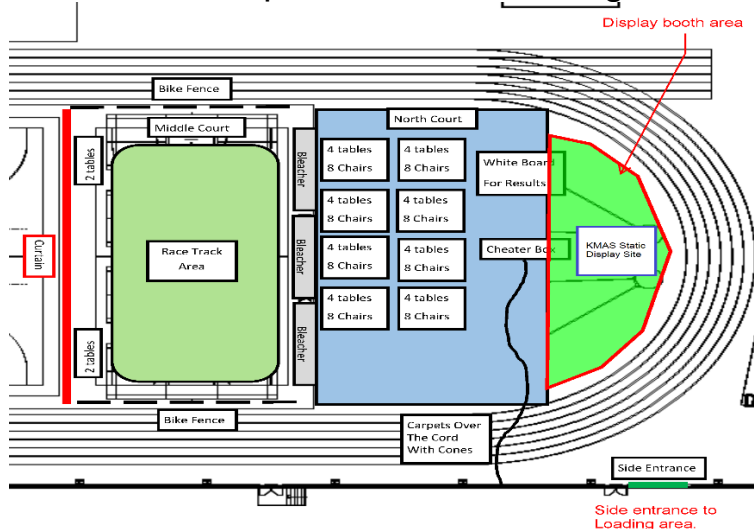 Display booth area
Bike Fence
Middle Court
North Court
2 tables
Bleacher
4 tables
8 Chairs
4 tables
8 Chairs
White Board
For Results
4 tables
8 Chairs
4 tables
8 Chairs
Curtain
Race Track
Area
Bleacher
4 tables
8 Chairs
4 tables
8 Chairs
Cheater Box
KMAS Static
Display Site
2 tables
Bleacher
4 tables
8 Chairs
4 tables
8 Chairs
Bike Fence
Carpets Over
The Cord
With Cones
Side Entrance
Side entrance to
Loading area.